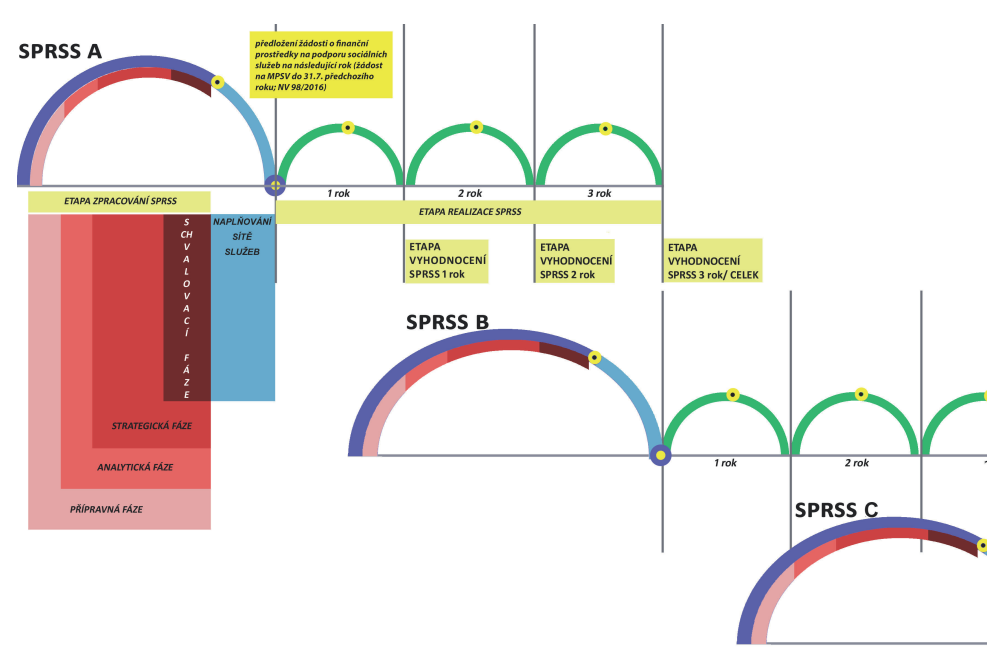 SPRSS A
předložení žádostí o finanční
prostředky na podporu sociálních
služeb na následující rok (žádost
na MPSV do 31.7. předchozího
roku; NV 98/2016)
1 rok
2 rok
3 rok
ETAPA ZPRACOVÁNÍ SPRSS
ETAPA REALIZACE SPRSS
S
CH
V
A
L
O
V
A
C
Í
F
Á
Z
E
NAPLŇOVÁNÍ
SÍTĚ
SLUŽEB
ETAPA
VYHODNOCENÍ
SPRSS 1 rok
ETAPA
VYHODNOCENÍ
SPRSS 2 rok
ETAPA
VYHODNOCENÍ
SPRSS 3 rok/ CELEK
STRATEGICKÁ FÁZE
ANALYTICKÁ FÁZE
PŘÍPRAVNÁ FÁZE
SPRSS B
1 rok
2 rok
SPRSS C